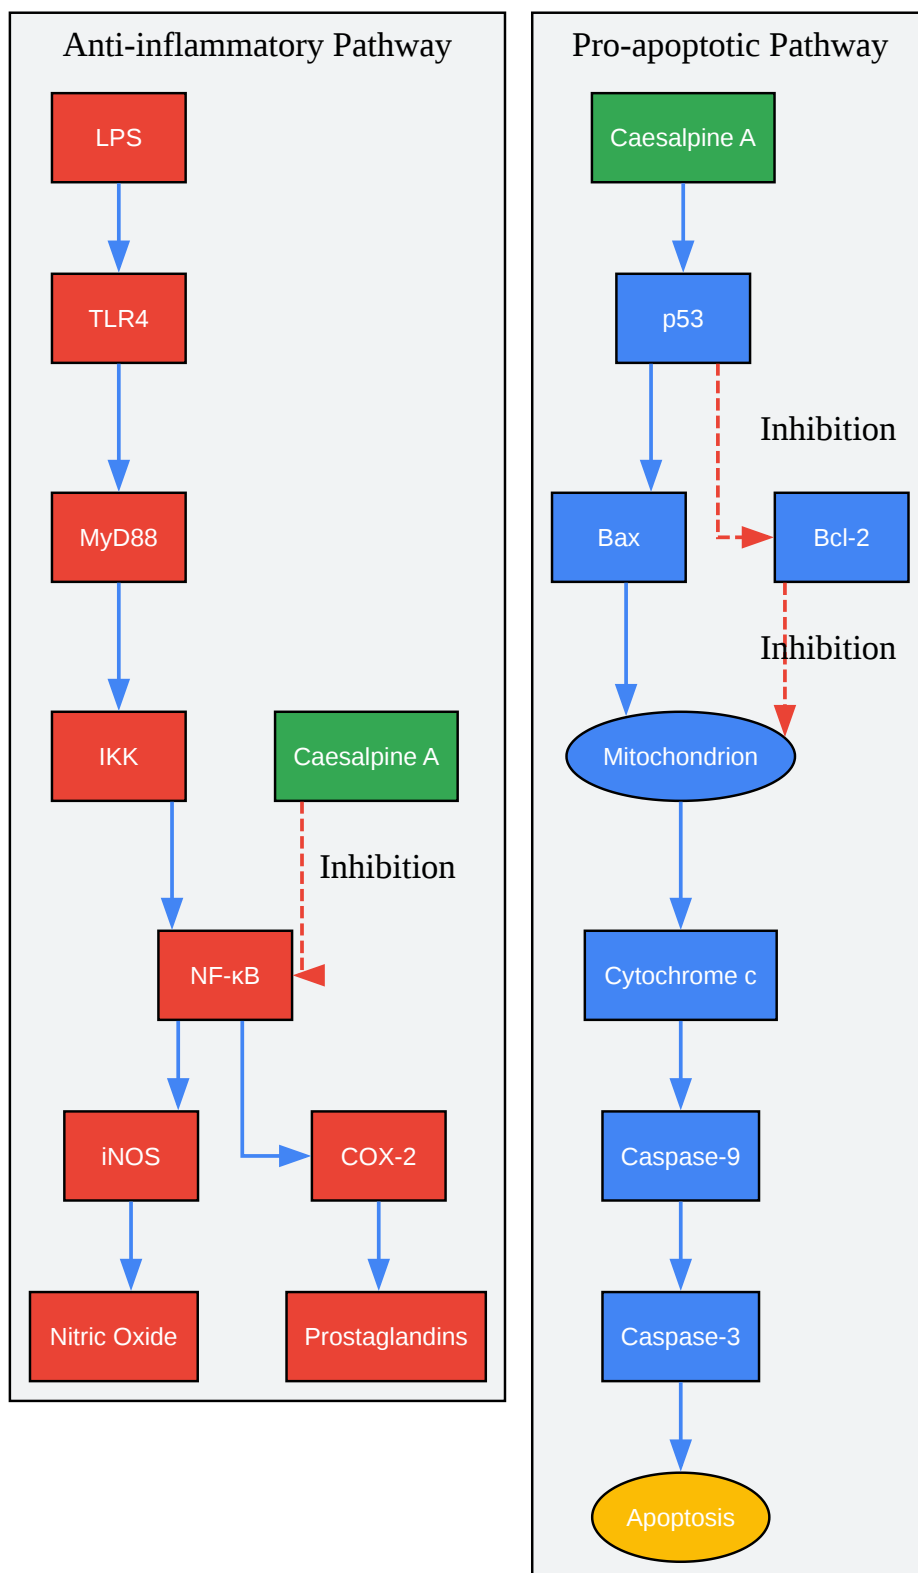 Anti-inflammatory Pathway
LPS
TLR4
MyD88
IKK
Caesalpine A
Inhibition
NF-κB
iNOS
COX-2
Nitric Oxide
Prostaglandins
Pro-apoptotic Pathway
Caesalpine A
p53
Inhibition
Bax
Bcl-2
Inhibition
Mitochondrion
Cytochrome c
Caspase-9
Caspase-3
Apoptosis